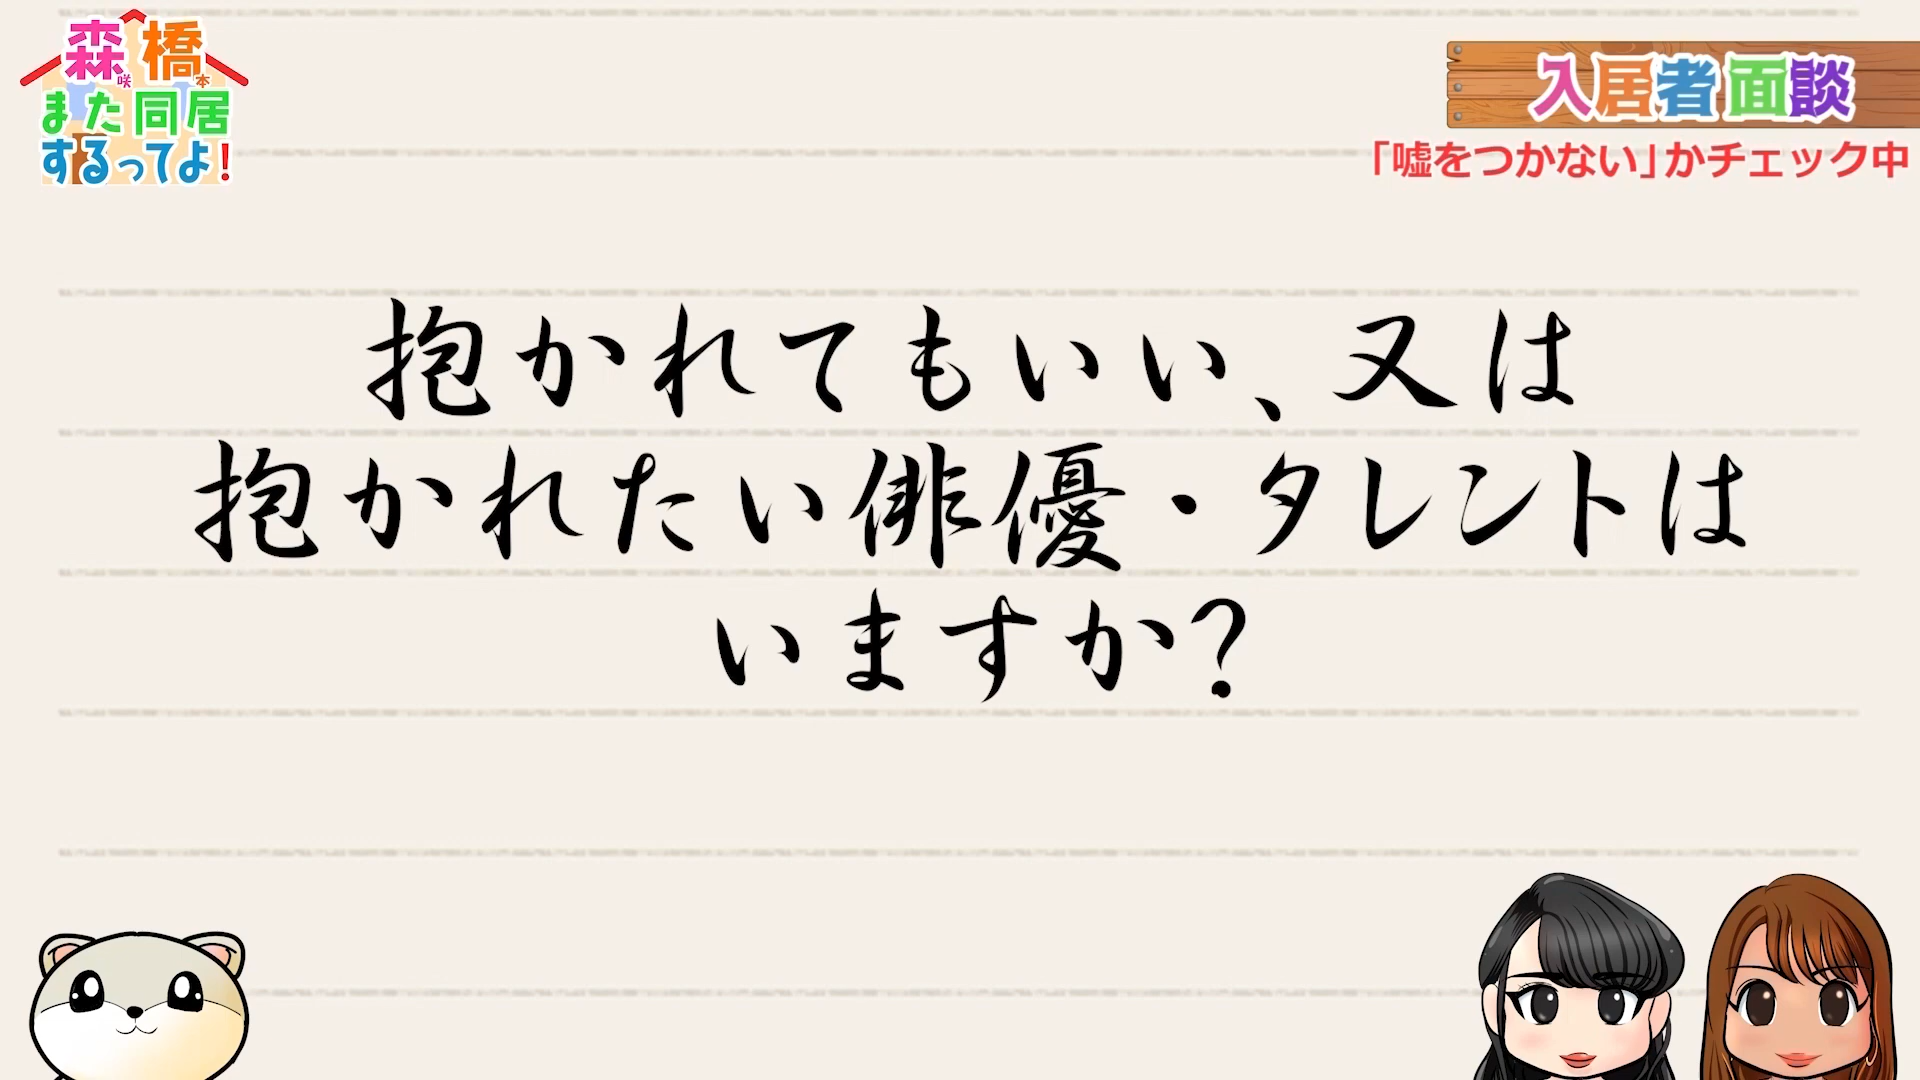 森咲 橋本
また同居
するってよ!
入居者面談
「嘘をつかない」かチェック中
抱かれてもいい、又は
抱かれたい俳優・タレントは
いますか?